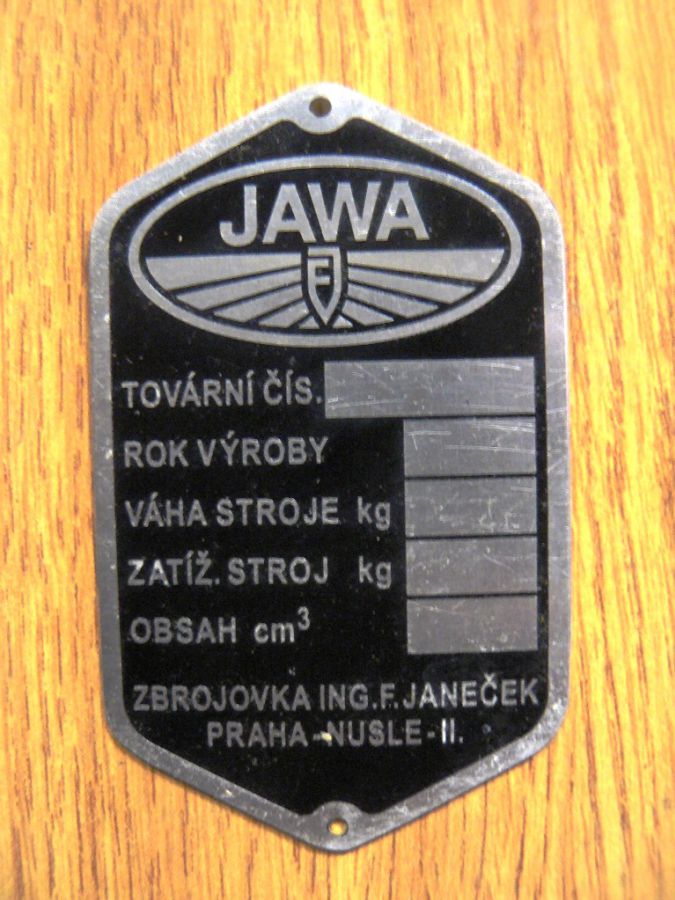 JAWA
TOVÁRNÍ ČÍS.
ROK VÝROBY
VÁHA STROJE kg
ZATÍŽ. STROJ kg
OBSAH cm³
ZBROJOVKA ING.F.JANEČEK
PRAHA-NUSLE-II.